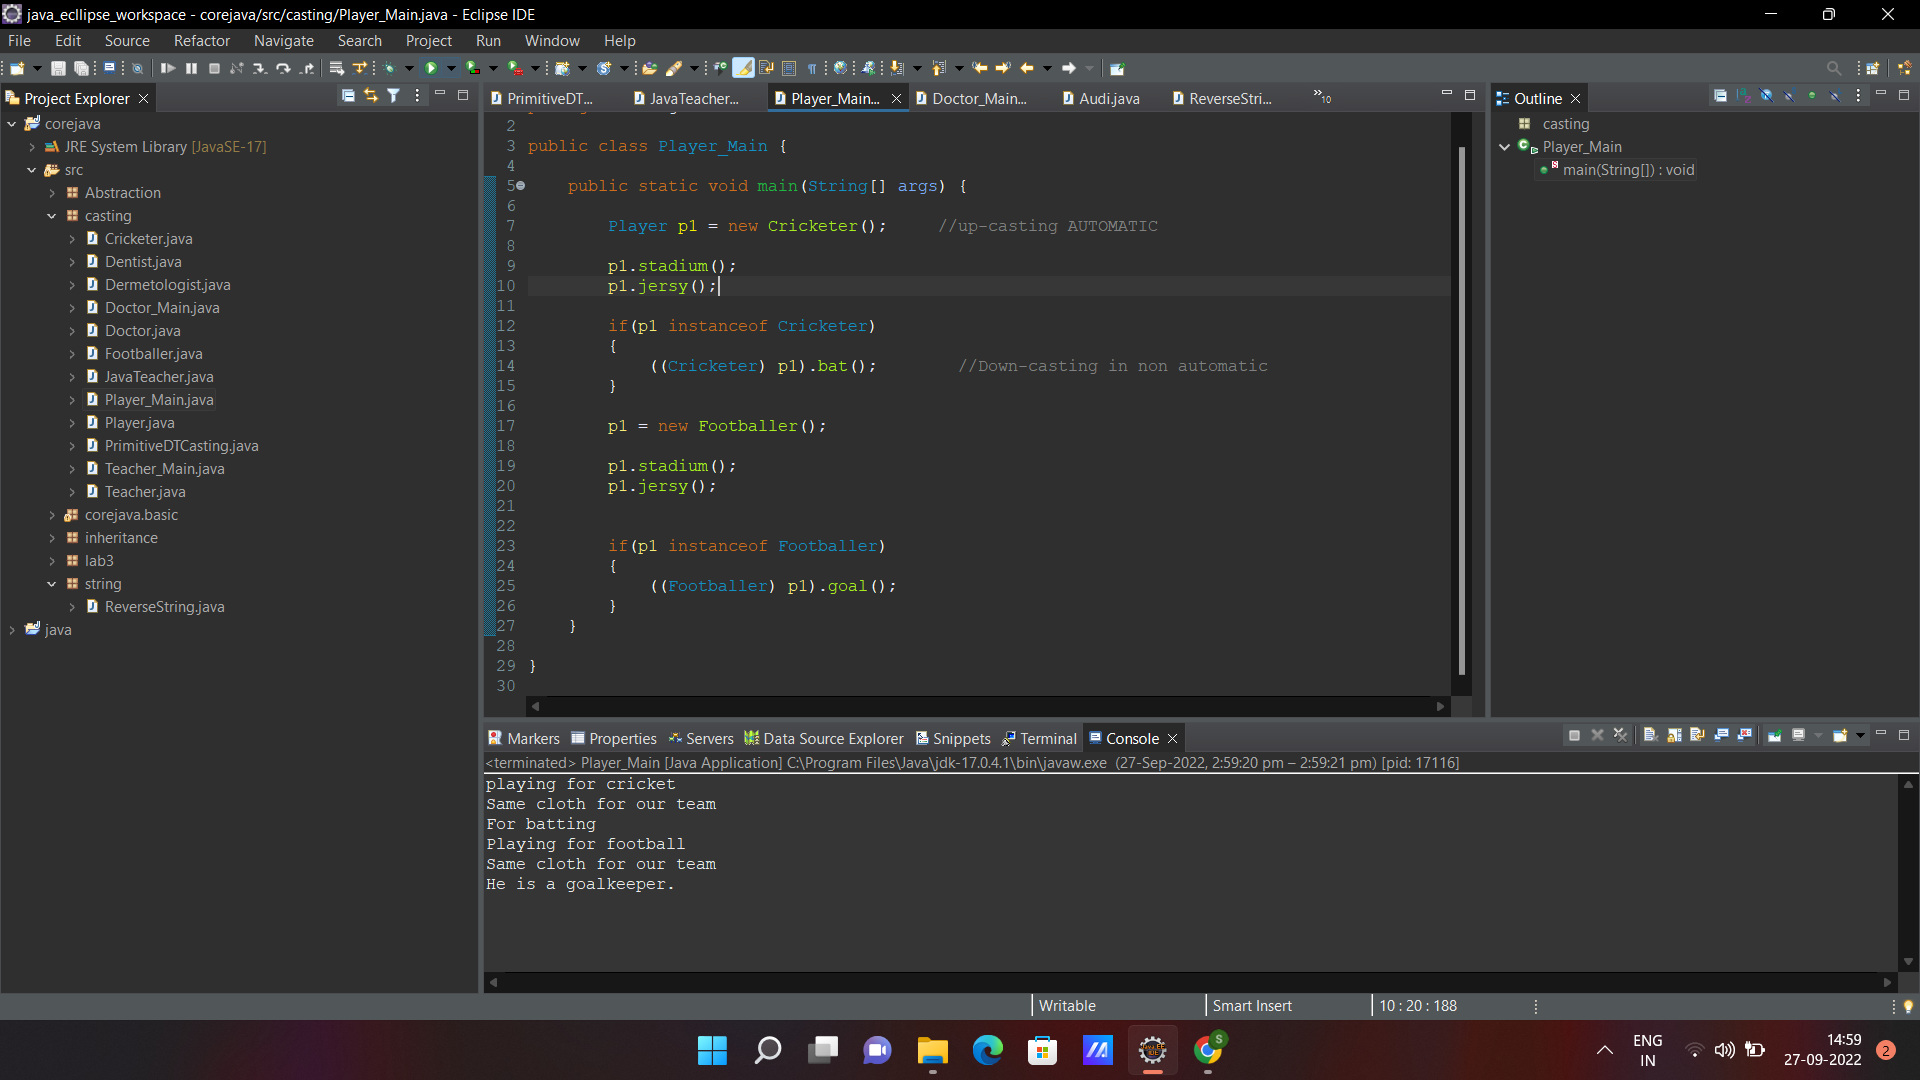 java_ecllipse_workspace - corejava/src/casting/Player_Main.java - Eclipse IDE
File Edit Source Refactor Navigate Search Project Run Window Help
Project Explorer
corejava
JRE System Library [JavaSE-17]
src
Abstraction
casting
Cricketer.java
Dentist.java
Dermetologist.java
Doctor_Main.java
Doctor.java
Footballer.java
JavaTeacher.java
Player_Main.java
Player.java
PrimitiveDTCasting.java
Teacher_Main.java
Teacher.java
corejava.basic
inheritance
lab3
string
ReverseString.java
java
PrimitiveDT... JavaTeacher... Player_Main... Doctor_Main... Audi.java ReverseStri... »10
2
3 public class Player_Main {
4
5 public static void main(String[] args) {
6
7 Player p1 = new Cricketer(); //up-casting AUTOMATIC
8
9 p1.stadium();
10 p1.jersy();
11
12 if(p1 instanceof Cricketer)
13 {
14 ((Cricketer) p1).bat(); //Down-casting in non automatic
15 }
16
17 p1 = new Footballer();
18
19 p1.stadium();
20 p1.jersy();
21
22
23 if(p1 instanceof Footballer)
24 {
25 ((Footballer) p1).goal();
26 }
27 }
28
29 }
30
Outline
casting
Player_Main
main(String[]) : void
Markers Properties Servers Data Source Explorer Snippets Terminal Console
<terminated> Player_Main [Java Application] C:\Program Files\Java\jdk-17.0.4.1\bin\javaw.exe (27-Sep-2022, 2:59:20 pm – 2:59:21 pm) [pid: 17116]
playing for cricket
Same cloth for our team
For batting
Playing for football
Same cloth for our team
He is a goalkeeper.
Writable Smart Insert 10 : 20 : 188
ENG
IN
14:59
27-09-2022
2